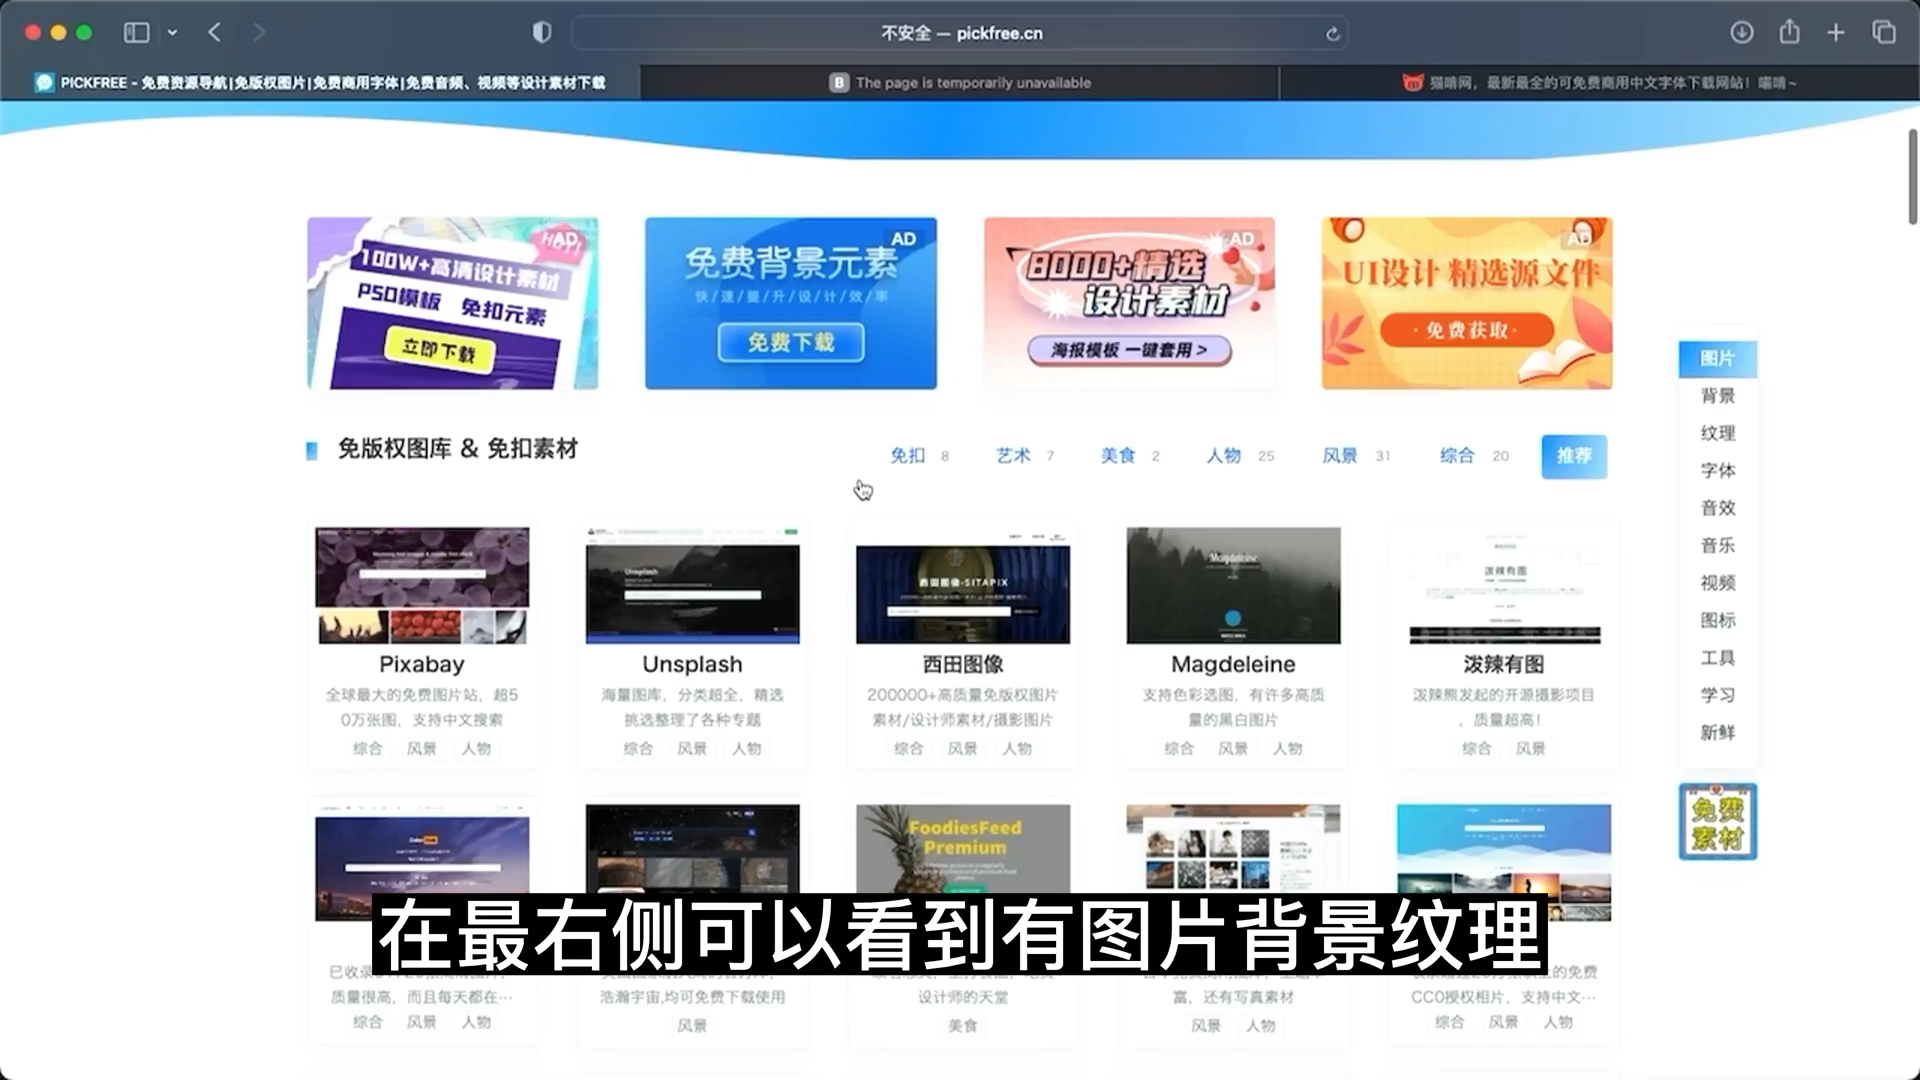 不安全 — pickfree.cn
PICKFREE - 免费资源导航|免版权图片|免费商用字体|免费音频、视频等设计素材下载
The page is temporarily unavailable
猫啃网，最新最全的可免费商用中文字体下载网站！喵啃~
HAPPY!
100W+高清设计素材
PSD模板 免扣元素
立即下载
AD
免费背景元素
快/速/提/升/设/计/效/率
免费下载
AD
8000+精选
设计素材
海报模板 一键套用 >
AD
UI设计 精选源文件
·免费获取·
免版权图库 & 免扣素材
免扣 8
艺术 7
美食 2
人物 25
风景 31
综合 20
推荐
图片
背景
纹理
字体
音效
音乐
视频
图标
工具
学习
新鲜
免费
素材
Unsplash
西田图像-SITAPIX
Magdeleine
泼辣有图
Pixabay
全球最大的免费图片站，超5
0万张图，支持中文搜索
综合 风景 人物
Unsplash
海量图库，分类超全，精选
挑选整理了各种专题
综合 风景 人物
西田图像
200000+高质量免版权图片
素材/设计师素材/摄影图片
综合 风景 人物
Magdeleine
支持色彩选图，有许多高质
量的黑白图片
综合 风景 人物
泼辣有图
泼辣熊发起的开源摄影项目
，质量超高！
综合 风景
FoodiesFeed
Premium
在最右侧可以看到有图片背景纹理
已收录
质量很高，而且每天都在…
综合 风景 人物
浩瀚宇宙,均可免费下载使用
风景
设计师的天堂
美食
富，还有写真素材
风景 人物
的免费
CC0授权相片，支持中文…
综合 风景 人物